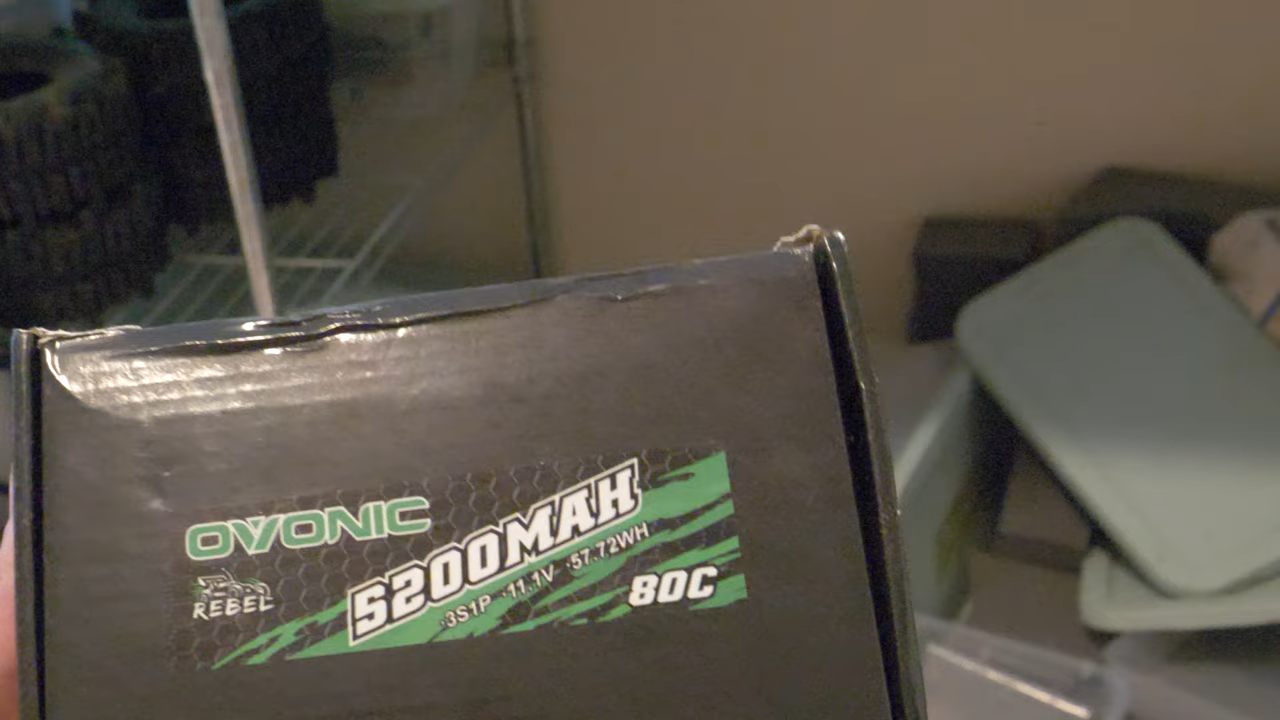 OVONIC
REBEL
5200MAH
·3S1P ·11.1V ·57.72WH
80C